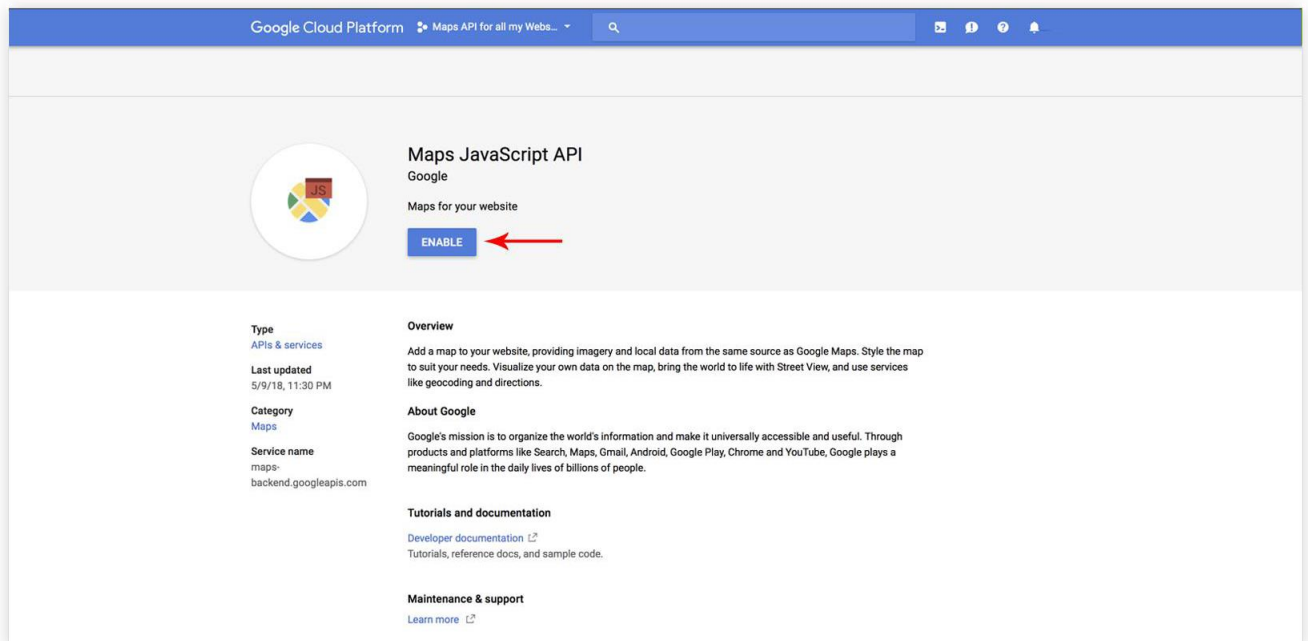 Google Cloud Platform Maps API for all my Webs...
Maps JavaScript API
Google
JS
Maps for your website
ENABLE
Type
APIs & services
Last updated
5/9/18, 11:30 PM
Category
Maps
Service name
maps-
backend.googleapis.com
Overview
Add a map to your website, providing imagery and local data from the same source as Google Maps. Style the map
to suit your needs. Visualize your own data on the map, bring the world to life with Street View, and use services
like geocoding and directions.
About Google
Google's mission is to organize the world's information and make it universally accessible and useful. Through
products and platforms like Search, Maps, Gmail, Android, Google Play, Chrome and YouTube, Google plays a
meaningful role in the daily lives of billions of people.
Tutorials and documentation
Developer documentation
Tutorials, reference docs, and sample code.
Maintenance & support
Learn more